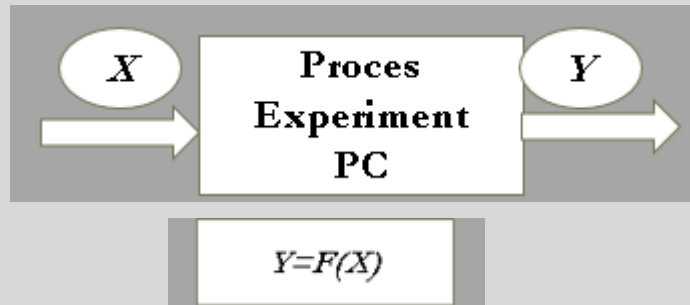 X
Proces
Experiment
PC
Y
Y=F(X)